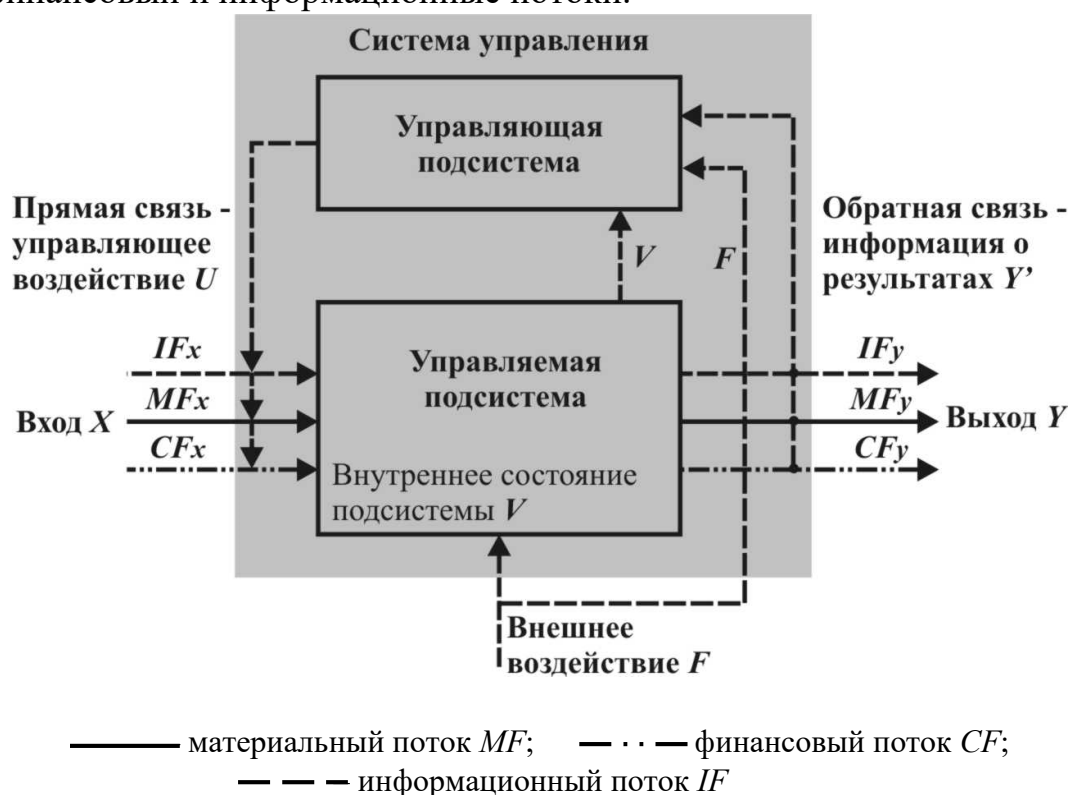 финансовый и информационные потоки.
Система управления
Управляющая
подсистема
Прямая связь -
управляющее
воздействие U
Обратная связь -
информация о
результатах Y’
V
F
IFx
MFx
CFx
Вход X
Управляемая
подсистема
Внутреннее состояние
подсистемы V
IFy
MFy
CFy
Выход Y
Внешнее
воздействие F
материальный поток MF; финансовый поток CF;
информационный поток IF